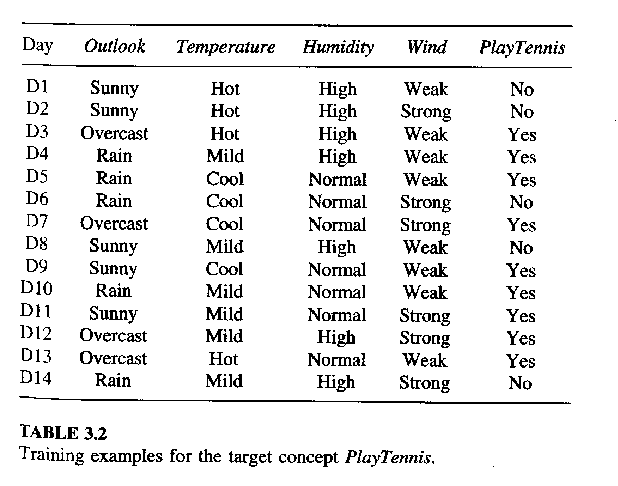 Day Outlook Temperature Humidity Wind PlayTennis
D1 Sunny Hot High Weak No
D2 Sunny Hot High Strong No
D3 Overcast Hot High Weak Yes
D4 Rain Mild High Weak Yes
D5 Rain Cool Normal Weak Yes
D6 Rain Cool Normal Strong No
D7 Overcast Cool Normal Strong Yes
D8 Sunny Mild High Weak No
D9 Sunny Cool Normal Weak Yes
D10 Rain Mild Normal Weak Yes
D11 Sunny Mild Normal Strong Yes
D12 Overcast Mild High Strong Yes
D13 Overcast Hot Normal Weak Yes
D14 Rain Mild High Strong No
TABLE 3.2
Training examples for the target concept PlayTennis.